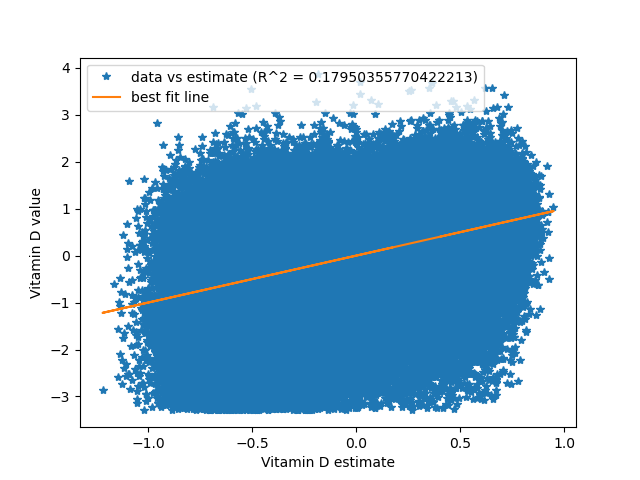 data vs estimate (R^2 = 0.17950355770422213)
best fit line
4
3
2
1
0
−1
−2
−3
Vitamin D value
−1.0 −0.5 0.0 0.5 1.0
Vitamin D estimate